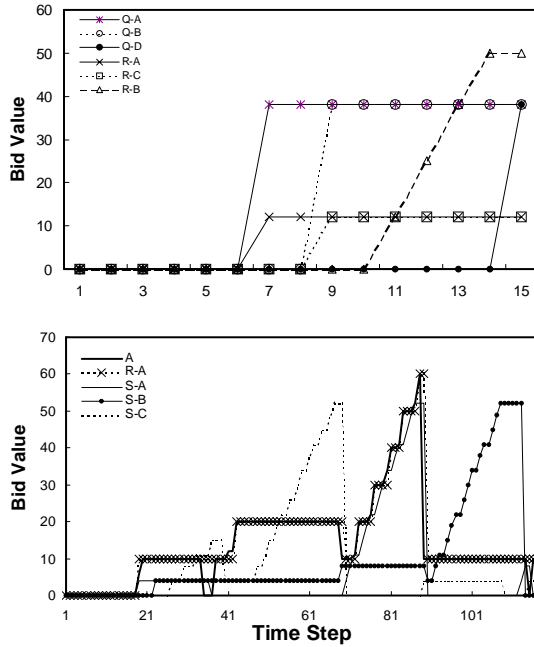 60
50
40
30
20
10
0
Bid Value
Q-A
Q-B
Q-D
R-A
R-C
R-B
1 3 5 7 9 11 13 15
70
60
50
40
30
20
10
0
Bid Value
A
R-A
S-A
S-B
S-C
1 21 41 61 81 101
Time Step